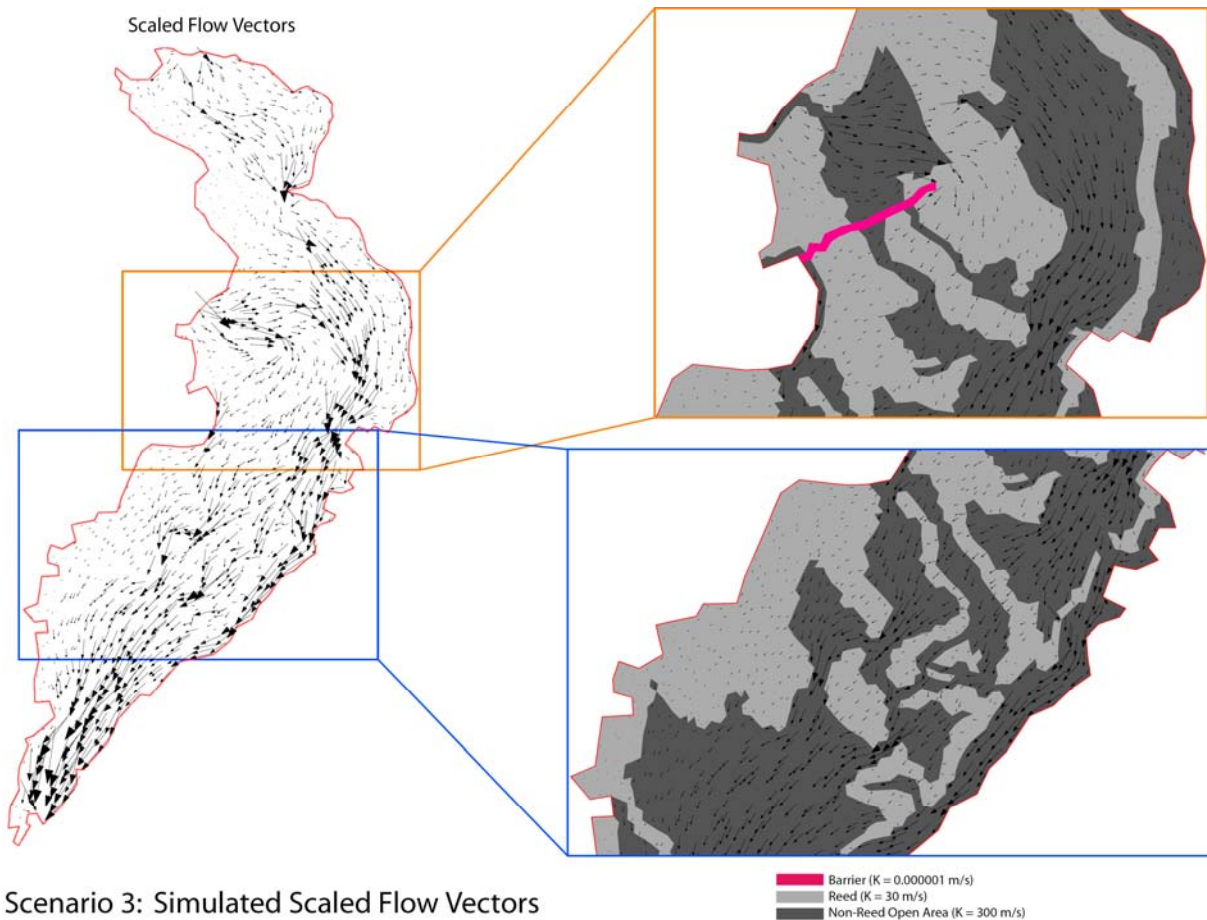 Scaled Flow Vectors
Scenario 3: Simulated Scaled Flow Vectors
Barrier (K = 0.000001 m/s)
Reed (K = 30 m/s)
Non-Reed Open Area (K = 300 m/s)